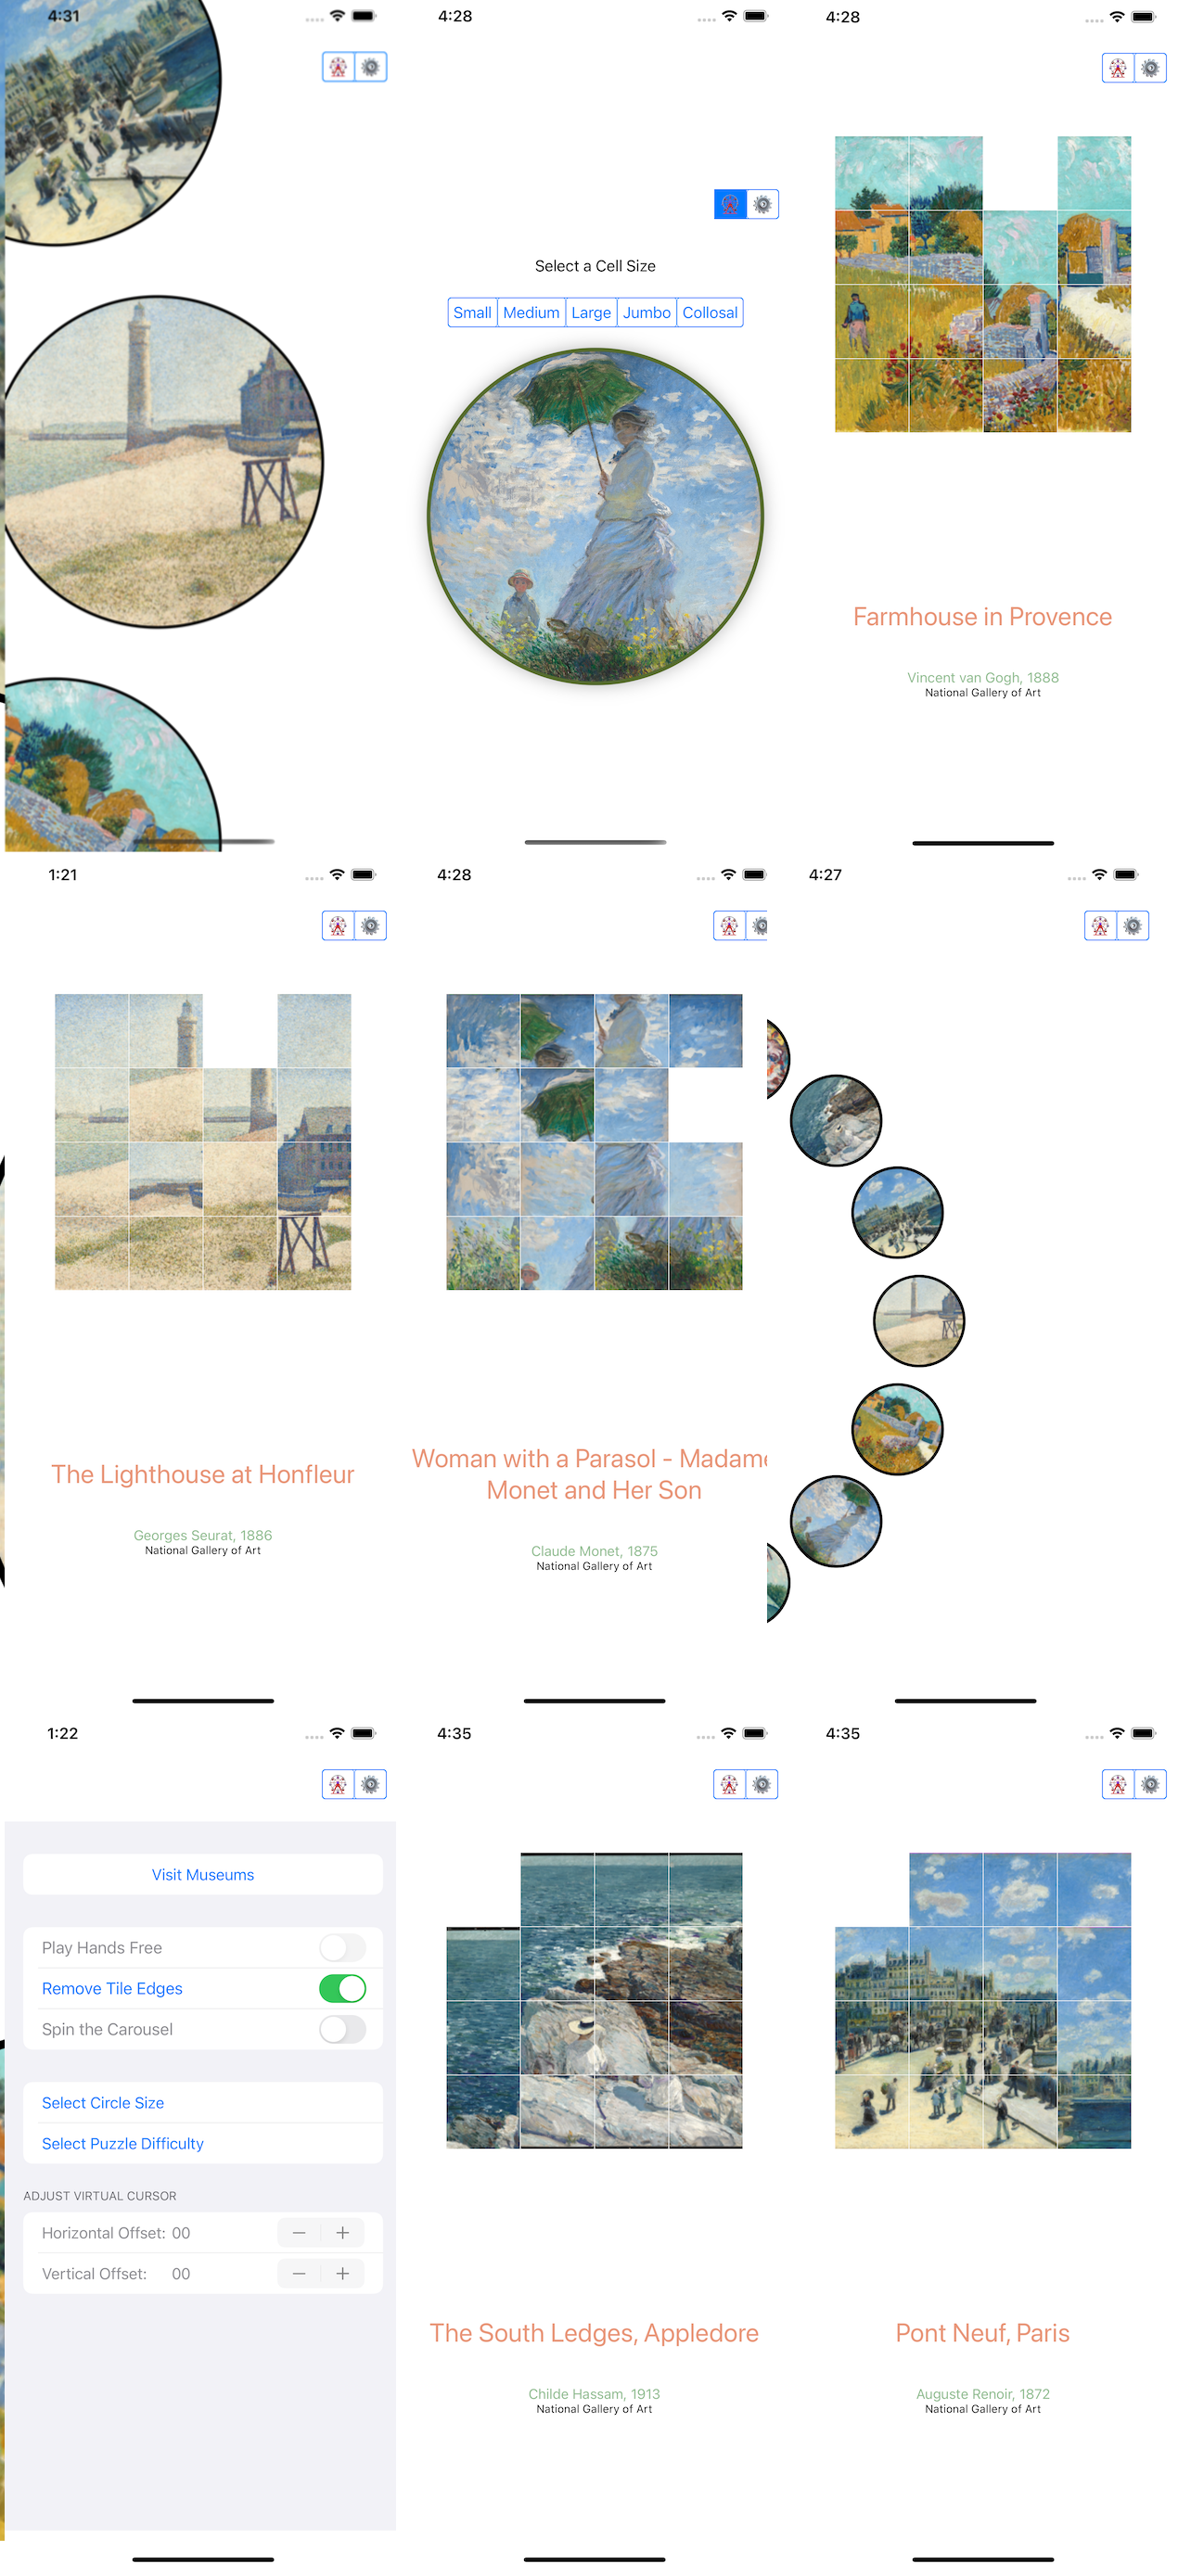 4:31
4:28
4:28
Select a Cell Size
Small Medium Large Jumbo Collosal
Farmhouse in Provence
Vincent van Gogh, 1888
National Gallery of Art
1:21
4:28
4:27
The Lighthouse at Honfleur
Georges Seurat, 1886
National Gallery of Art
Woman with a Parasol - Madame
Monet and Her Son
Claude Monet, 1875
National Gallery of Art
1:22
4:35
4:35
Visit Museums
Play Hands Free
Remove Tile Edges
Spin the Carousel
Select Circle Size
Select Puzzle Difficulty
ADJUST VIRTUAL CURSOR
Horizontal Offset: 00
Vertical Offset: 00
The South Ledges, Appledore
Childe Hassam, 1913
National Gallery of Art
Pont Neuf, Paris
Auguste Renoir, 1872
National Gallery of Art